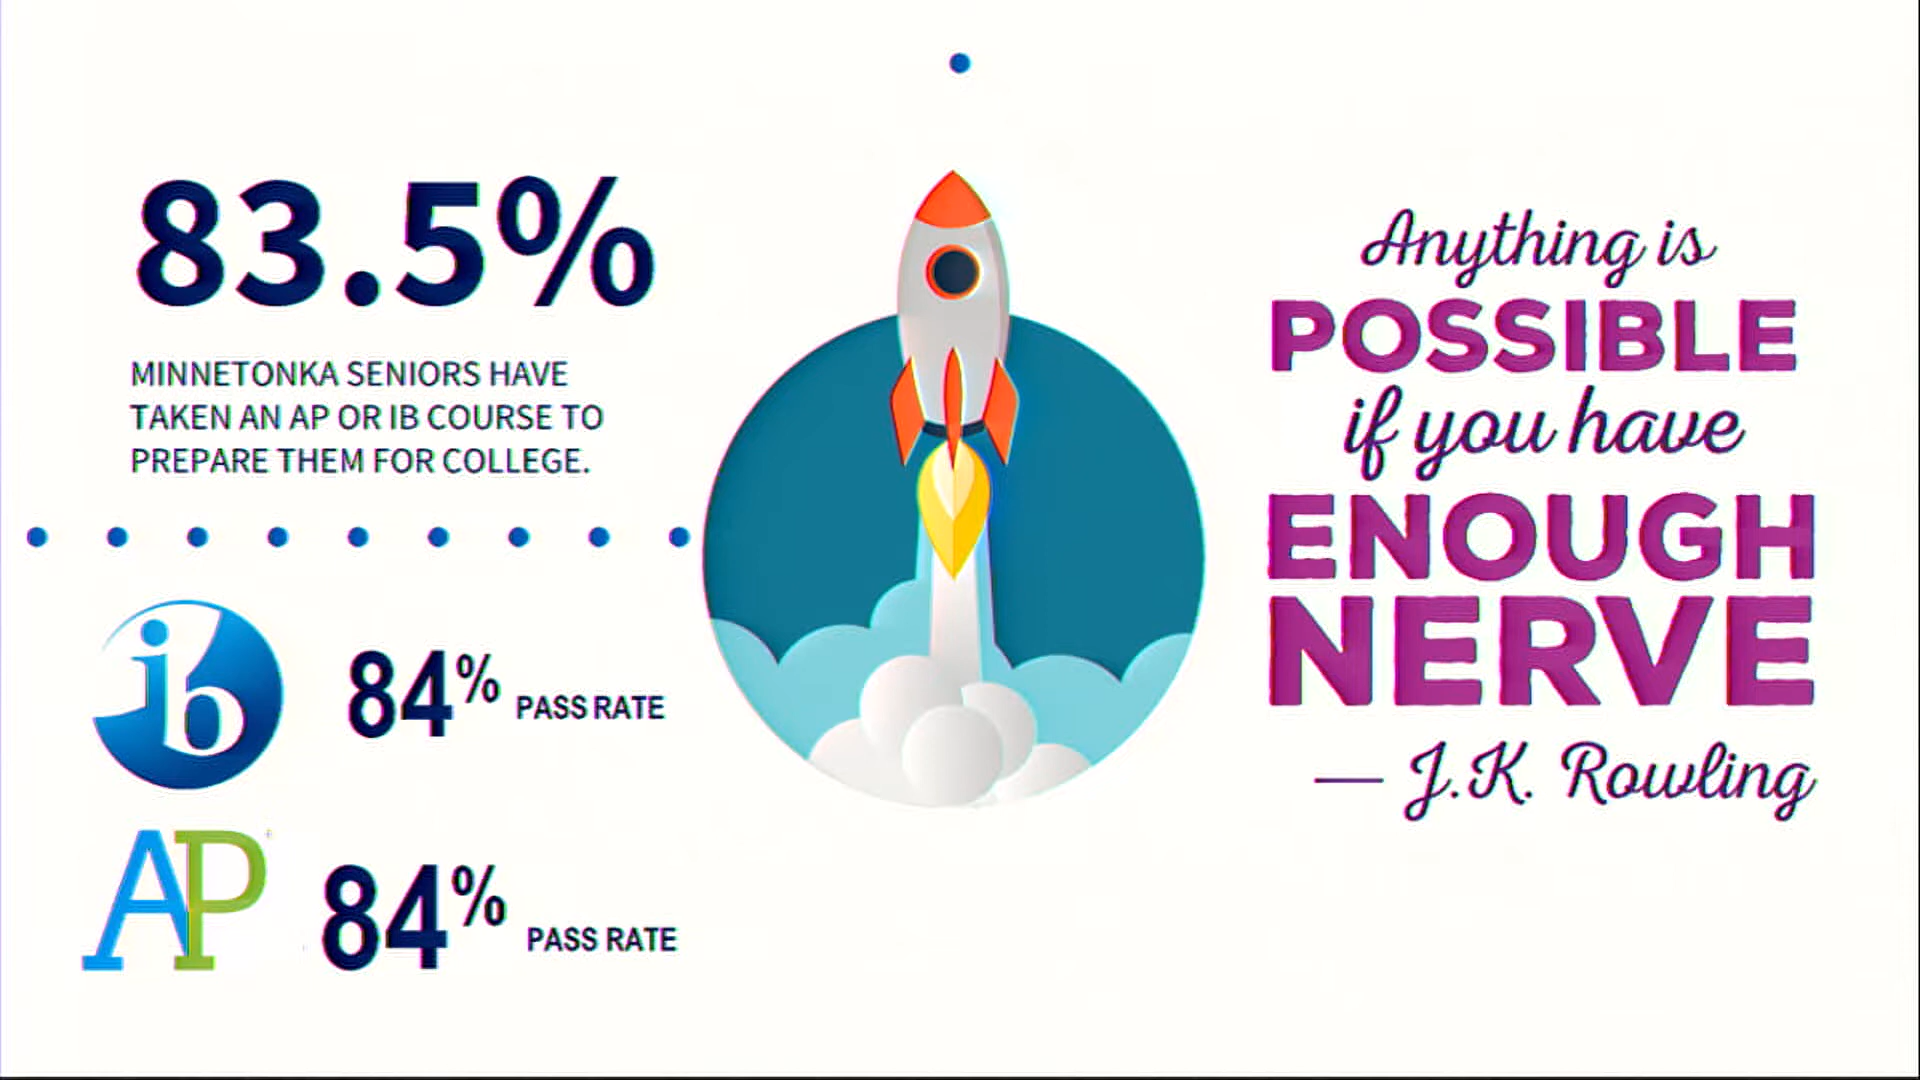 83.5%
MINNETONKA SENIORS HAVE
TAKEN AN AP OR IB COURSE TO
PREPARE THEM FOR COLLEGE.
ib
84% PASS RATE
AP
84% PASS RATE
Anything is
POSSIBLE
if you have
ENOUGH
NERVE
— J.K. Rowling